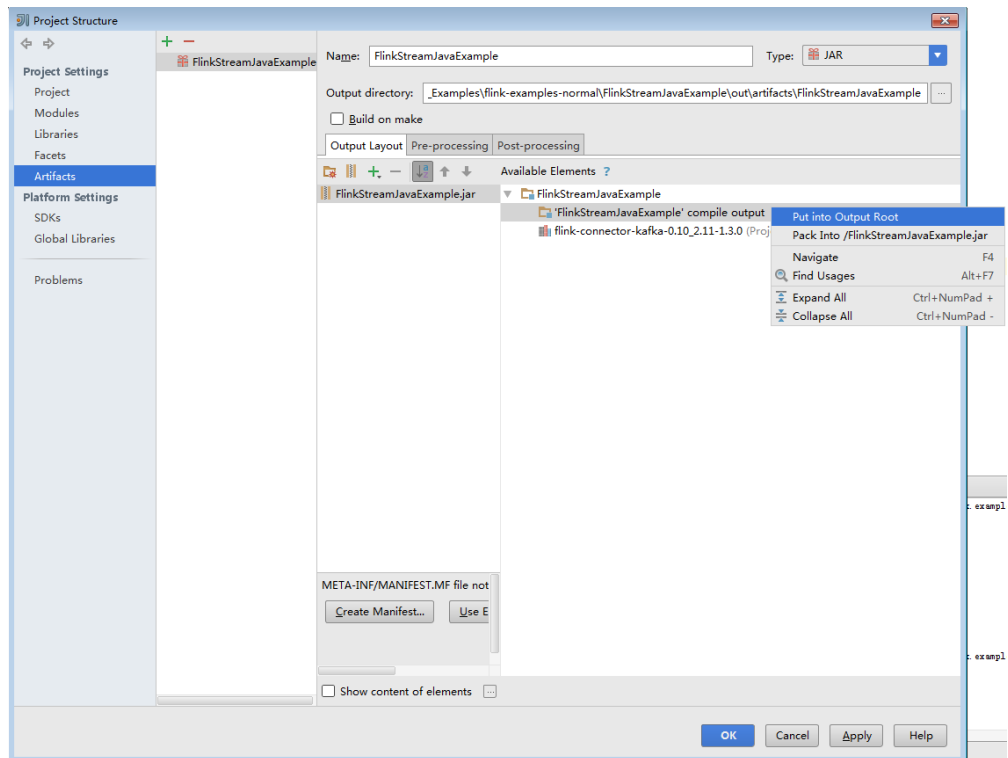 Project Structure
Project Settings
Project
Modules
Libraries
Facets
Artifacts
Platform Settings
SDKs
Global Libraries
Problems
FlinkStreamJavaExample
Name: FlinkStreamJavaExample
Type: JAR
Output directory: _Examples\flink-examples-normal\FlinkStreamJavaExample\out\artifacts\FlinkStreamJavaExample ...
Build on make
Output Layout Pre-processing Post-processing
Available Elements ?
FlinkStreamJavaExample.jar
FlinkStreamJavaExample
'FlinkStreamJavaExample' compile output
flink-connector-kafka-0.10_2.11-1.3.0 (Proj
Put into Output Root
Pack Into /FlinkStreamJavaExample.jar
Navigate F4
Find Usages Alt+F7
Expand All Ctrl+NumPad +
Collapse All Ctrl+NumPad -
META-INF/MANIFEST.MF file not
Create Manifest... Use E
Show content of elements ...
OK Cancel Apply Help
. exampl
. exampl